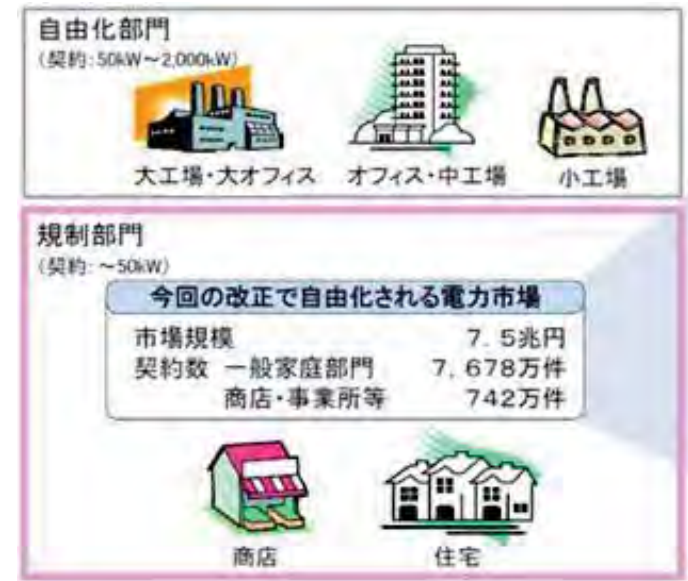 自由化部門
(契約:50kW~2,000kW)
大工場・大オフィス オフィス・中工場 小工場
規制部門
(契約:~50kW)
今回の改正で自由化される電力市場
市場規模 7.5兆円
契約数 一般家庭部門 7,678万件
商店・事業所等 742万件
商店 住宅